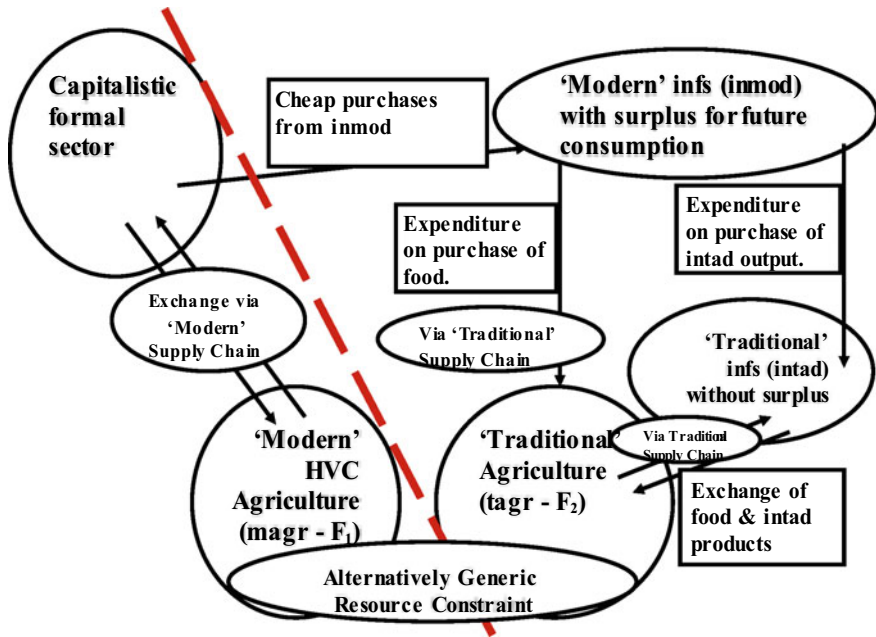 Capitalistic
formal
sector
Cheap purchases
from inmod
‘Modern’ infs (inmod)
with surplus for future
consumption
Expenditure
on purchase of
food.
Expenditure
on purchase of
intad output.
Exchange via
‘Modern’
Supply Chain
Via ‘Traditional’
Supply Chain
‘Traditional’
infs (intad)
without surplus
‘Modern’
HVC
Agriculture
(magr - F₁)
‘Traditional’
Agriculture
(tagr - F₂)
Via Traditional
Supply Chain
Exchange of
food & intad
products
Alternatively Generic
Resource Constraint